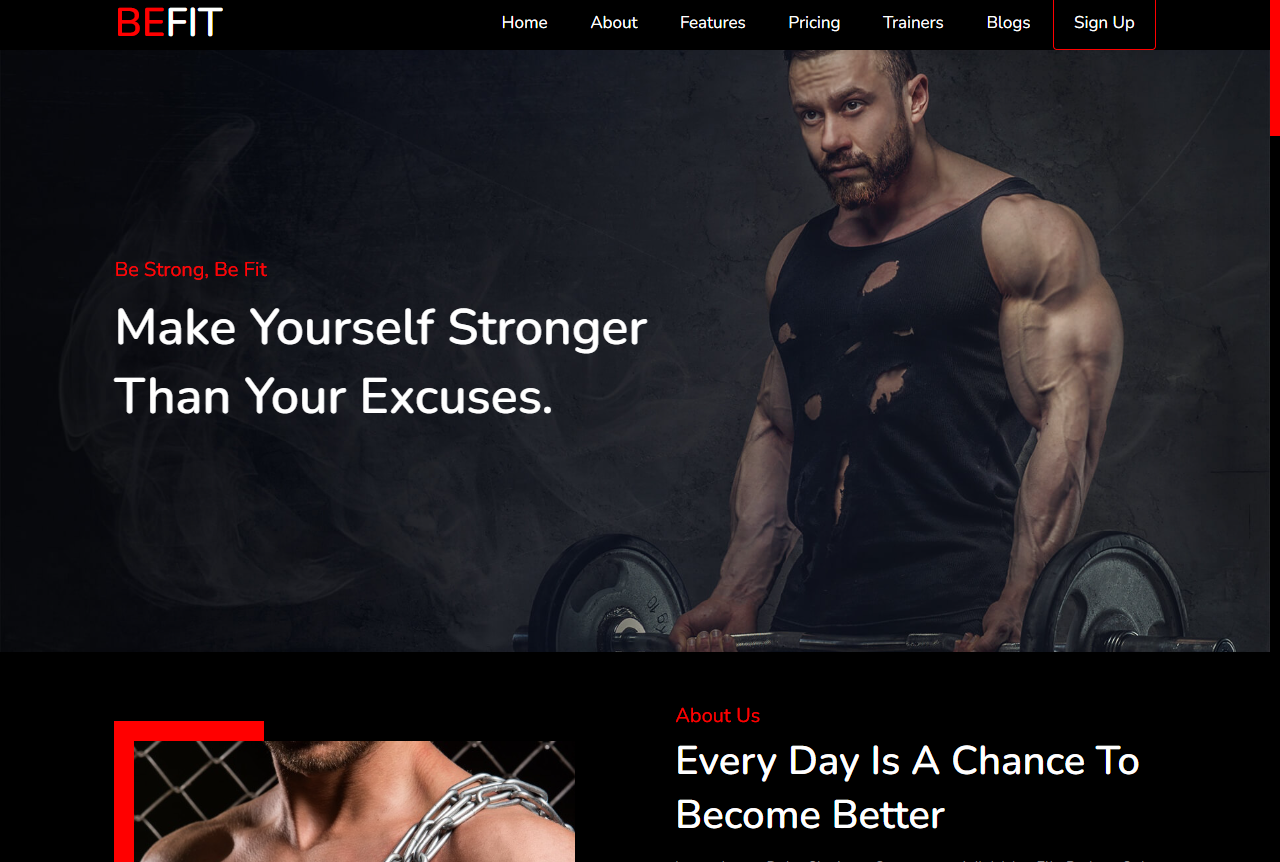 BEFIT
Home About Features Pricing Trainers Blogs Sign Up
Be Strong, Be Fit
Make Yourself Stronger
Than Your Excuses.
About Us
Every Day Is A Chance To
Become Better